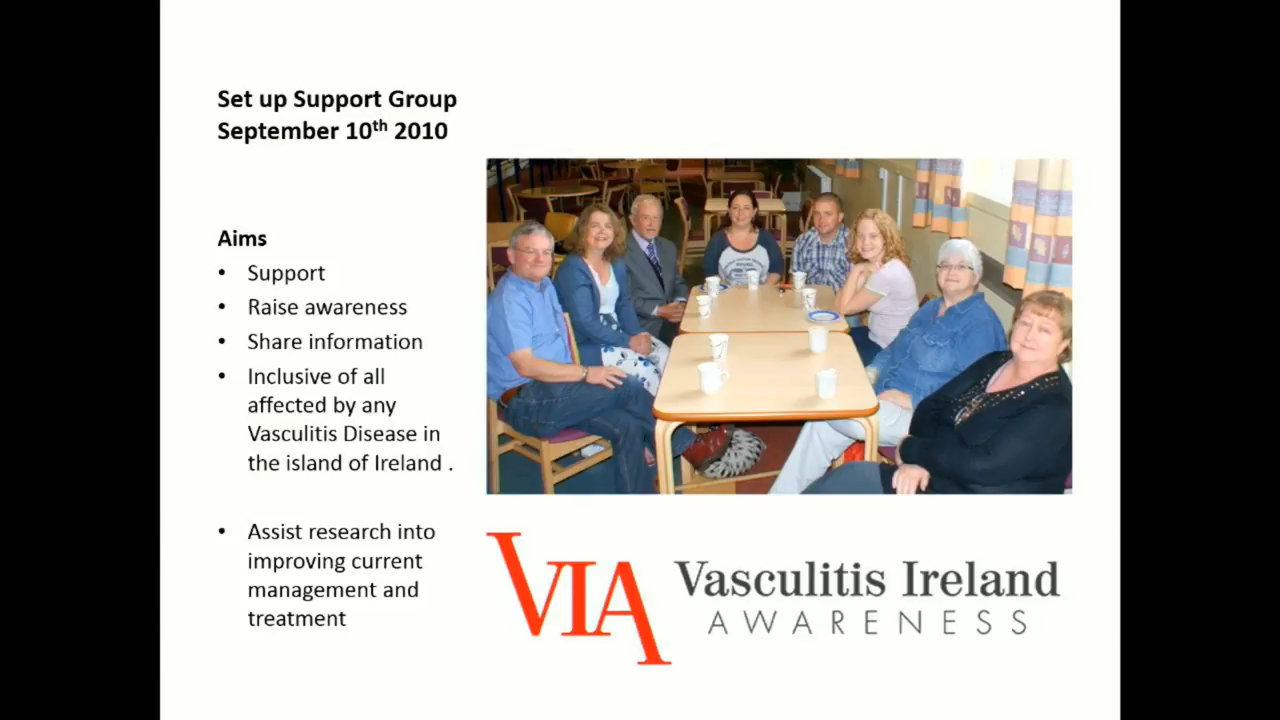 Set up Support Group
September 10th 2010
Aims
• Support
• Raise awareness
• Share information
• Inclusive of all
affected by any
Vasculitis Disease in
the island of Ireland .
• Assist research into
improving current
management and
treatment
VIA Vasculitis Ireland
AWARENESS